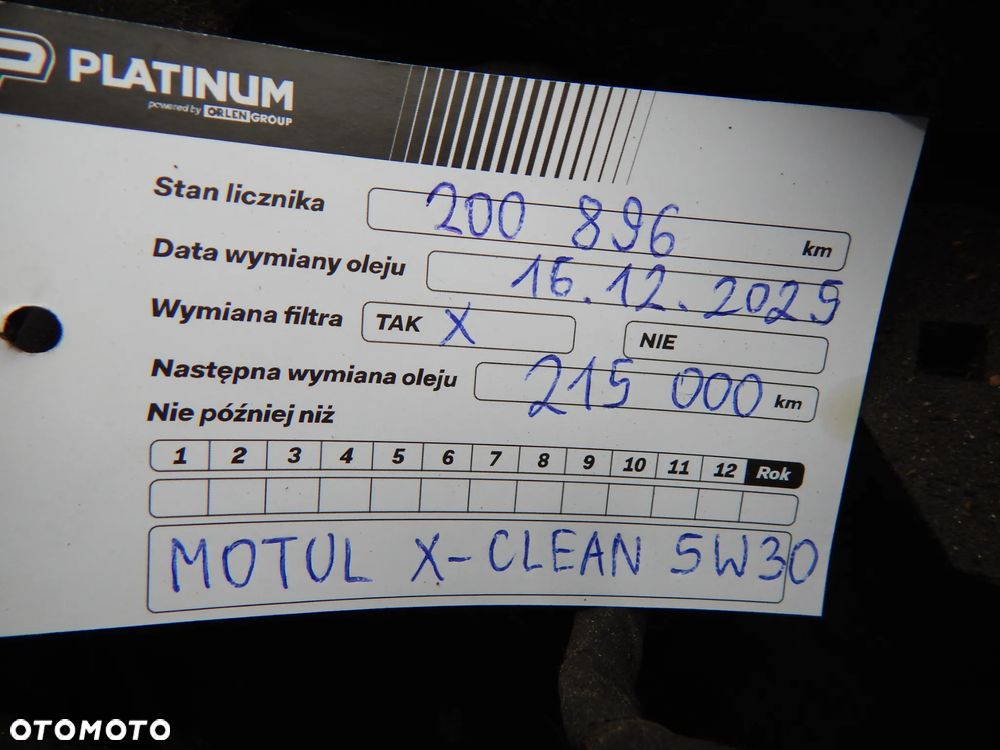 PLATINUM
powered by ORLEN GROUP
Stan licznika 200 896 km
Data wymiany oleju 16.12.2025
Wymiana filtra TAK X NIE
Następna wymiana oleju 215 000 km
Nie później niż
1 2 3 4 5 6 7 8 9 10 11 12 Rok
MOTUL X-CLEAN 5W30
OTOMOTO